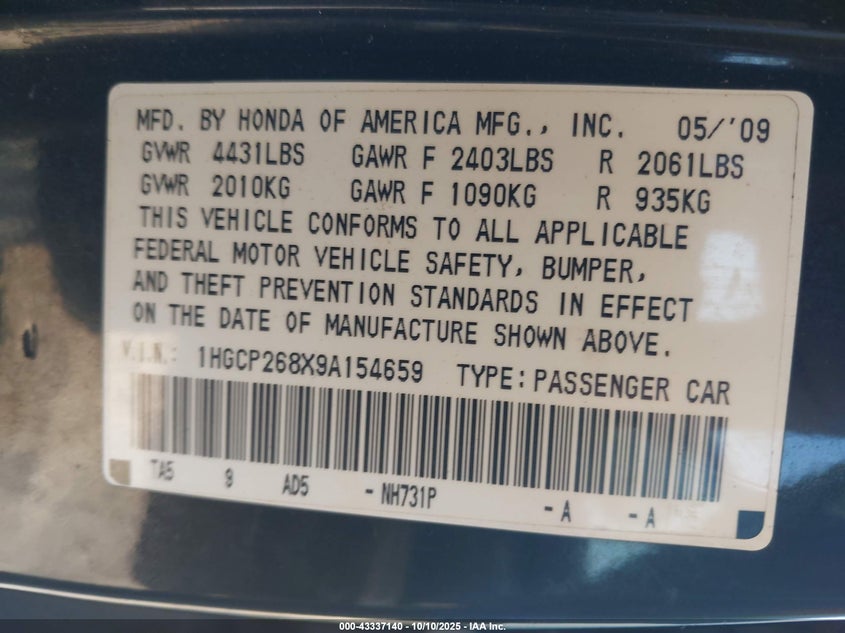 MFD. BY HONDA OF AMERICA MFG., INC. 05/'09
GVWR 4431LBS GAWR F 2403LBS R 2061LBS
GVWR 2010KG GAWR F 1090KG R 935KG
THIS VEHICLE CONFORMS TO ALL APPLICABLE
FEDERAL MOTOR VEHICLE SAFETY, BUMPER,
AND THEFT PREVENTION STANDARDS IN EFFECT
ON THE DATE OF MANUFACTURE SHOWN ABOVE.
V.I.N.: 1HGCP268X9A154659 TYPE: PASSENGER CAR
TA5 9 AD5 - NH731P - A - A
000-43337140 - 10/10/2025 - IAA Inc.